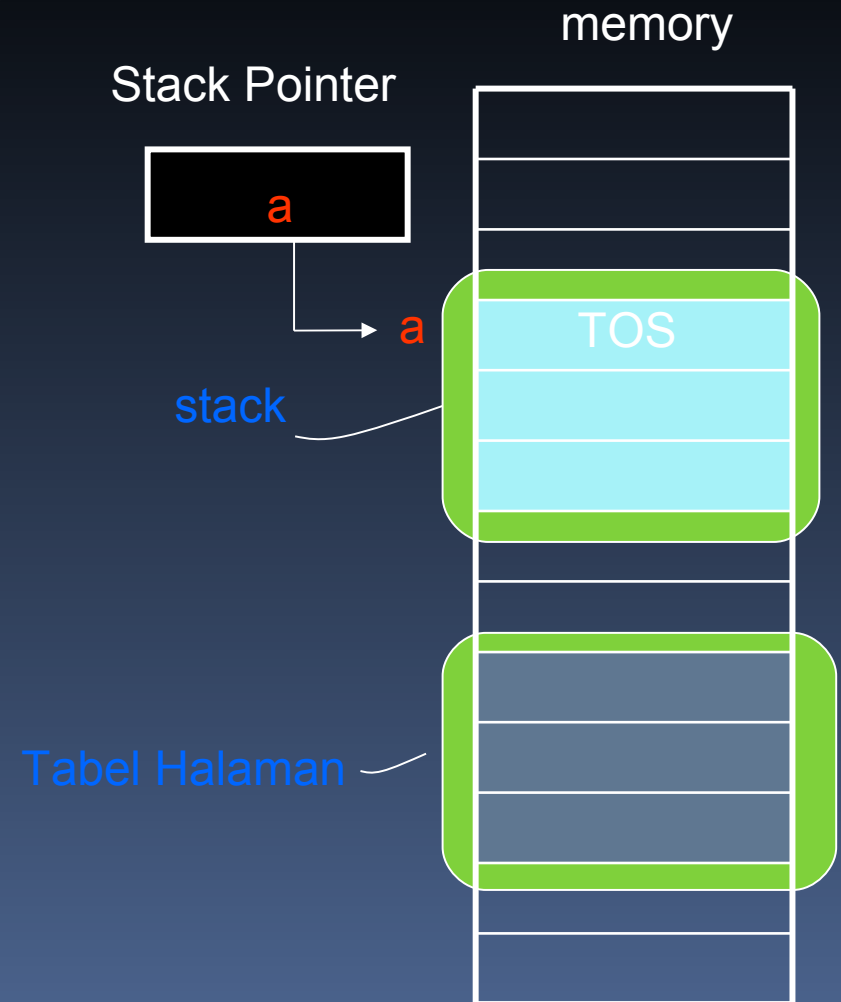 memory
Stack Pointer
a
a
TOS
stack
Tabel Halaman